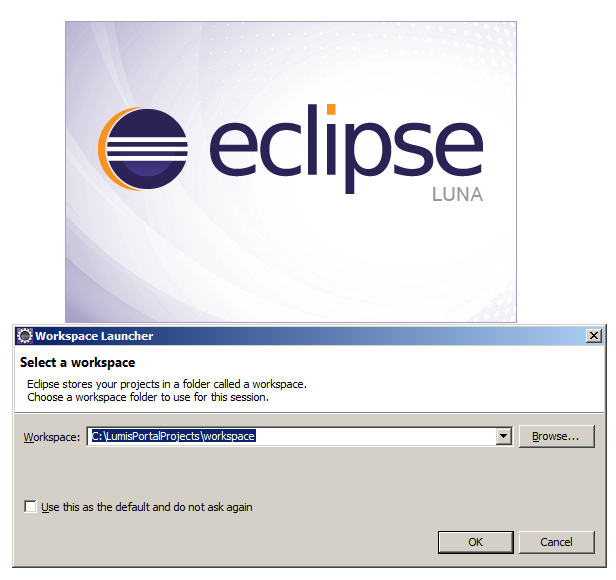 eclipse
LUNA
Workspace Launcher
Select a workspace
Eclipse stores your projects in a folder called a workspace.
Choose a workspace folder to use for this session.
Workspace: C:\LumisPortalProjects\workspace Browse...
Use this as the default and do not ask again
OK Cancel